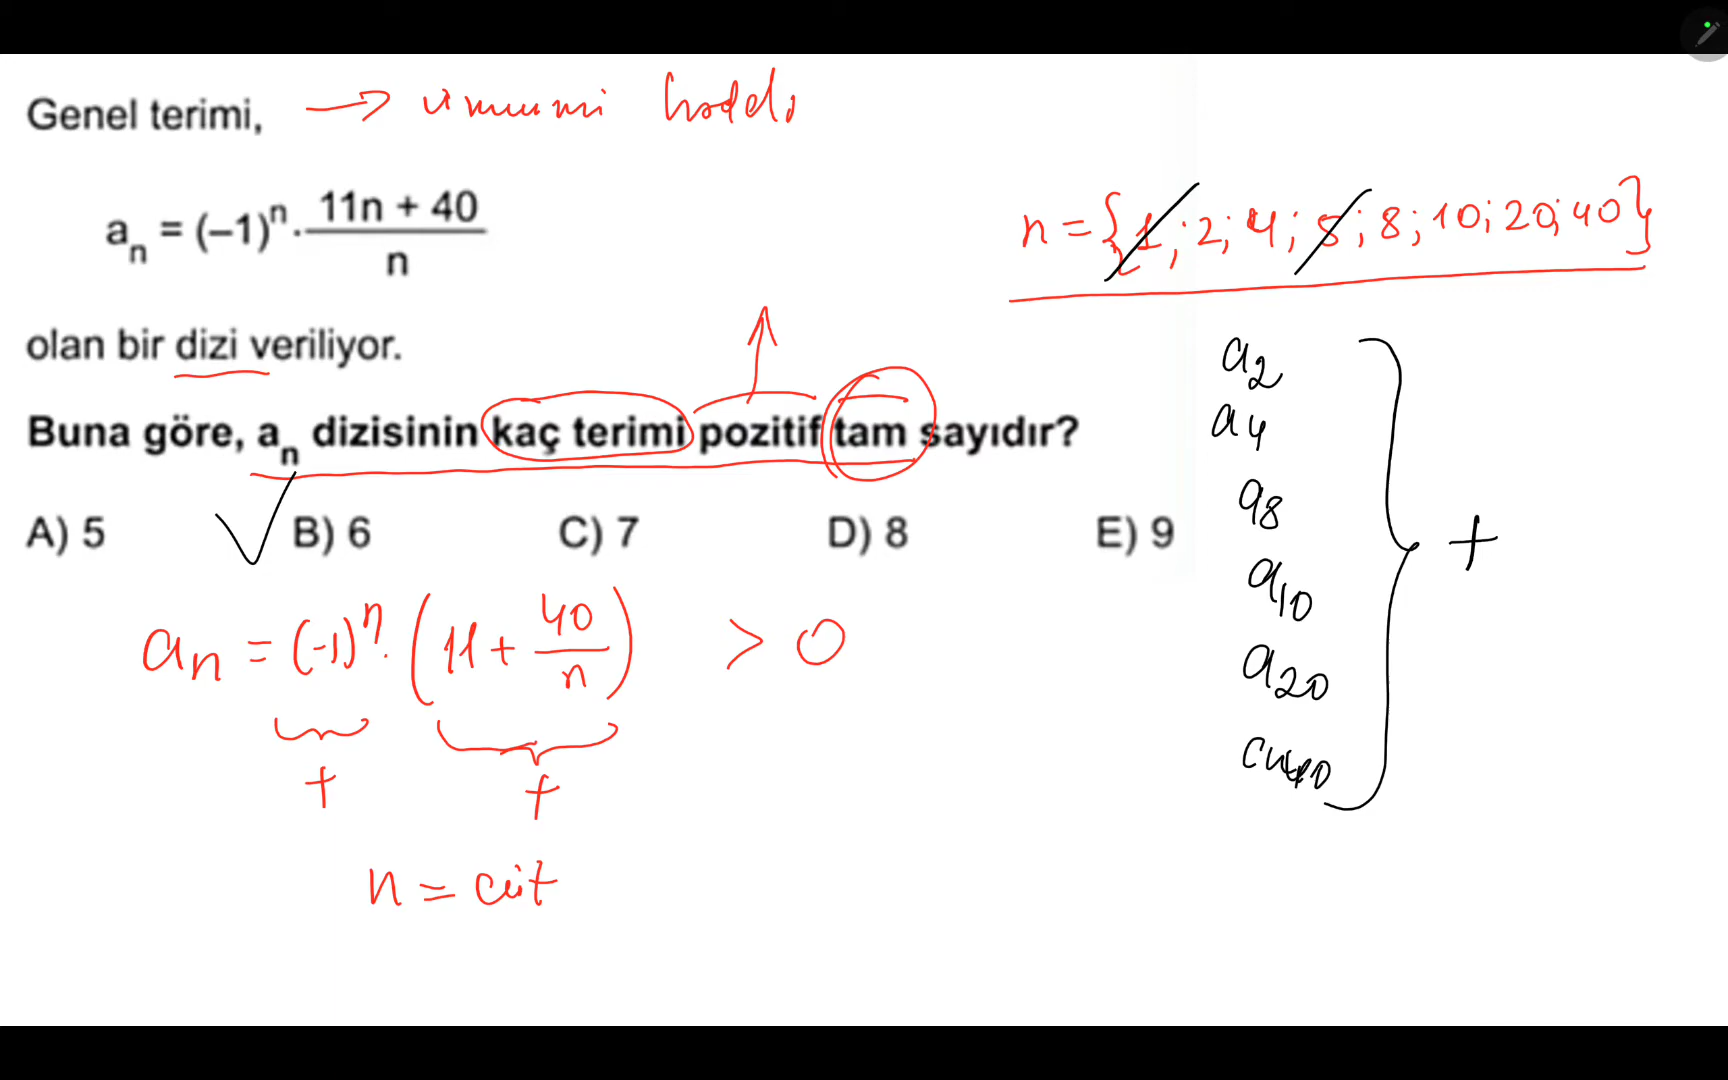 Genel terimi, → umumi həddi
aₙ = (–1)ⁿ · (11n + 40)/n
n = {1; 2; 4; 5; 8; 10; 20; 40}
olan bir dizi veriliyor.
Buna göre, aₙ dizisinin kaç terimi pozitif tam sayıdır?
A) 5 B) 6 C) 7 D) 8 E) 9
aₙ = (-1)ⁿ · (11 + 40/n) > 0
+ +
n = cüt
a₂
a₄
a₈
a₁₀
a₂₀
a₄₀
+